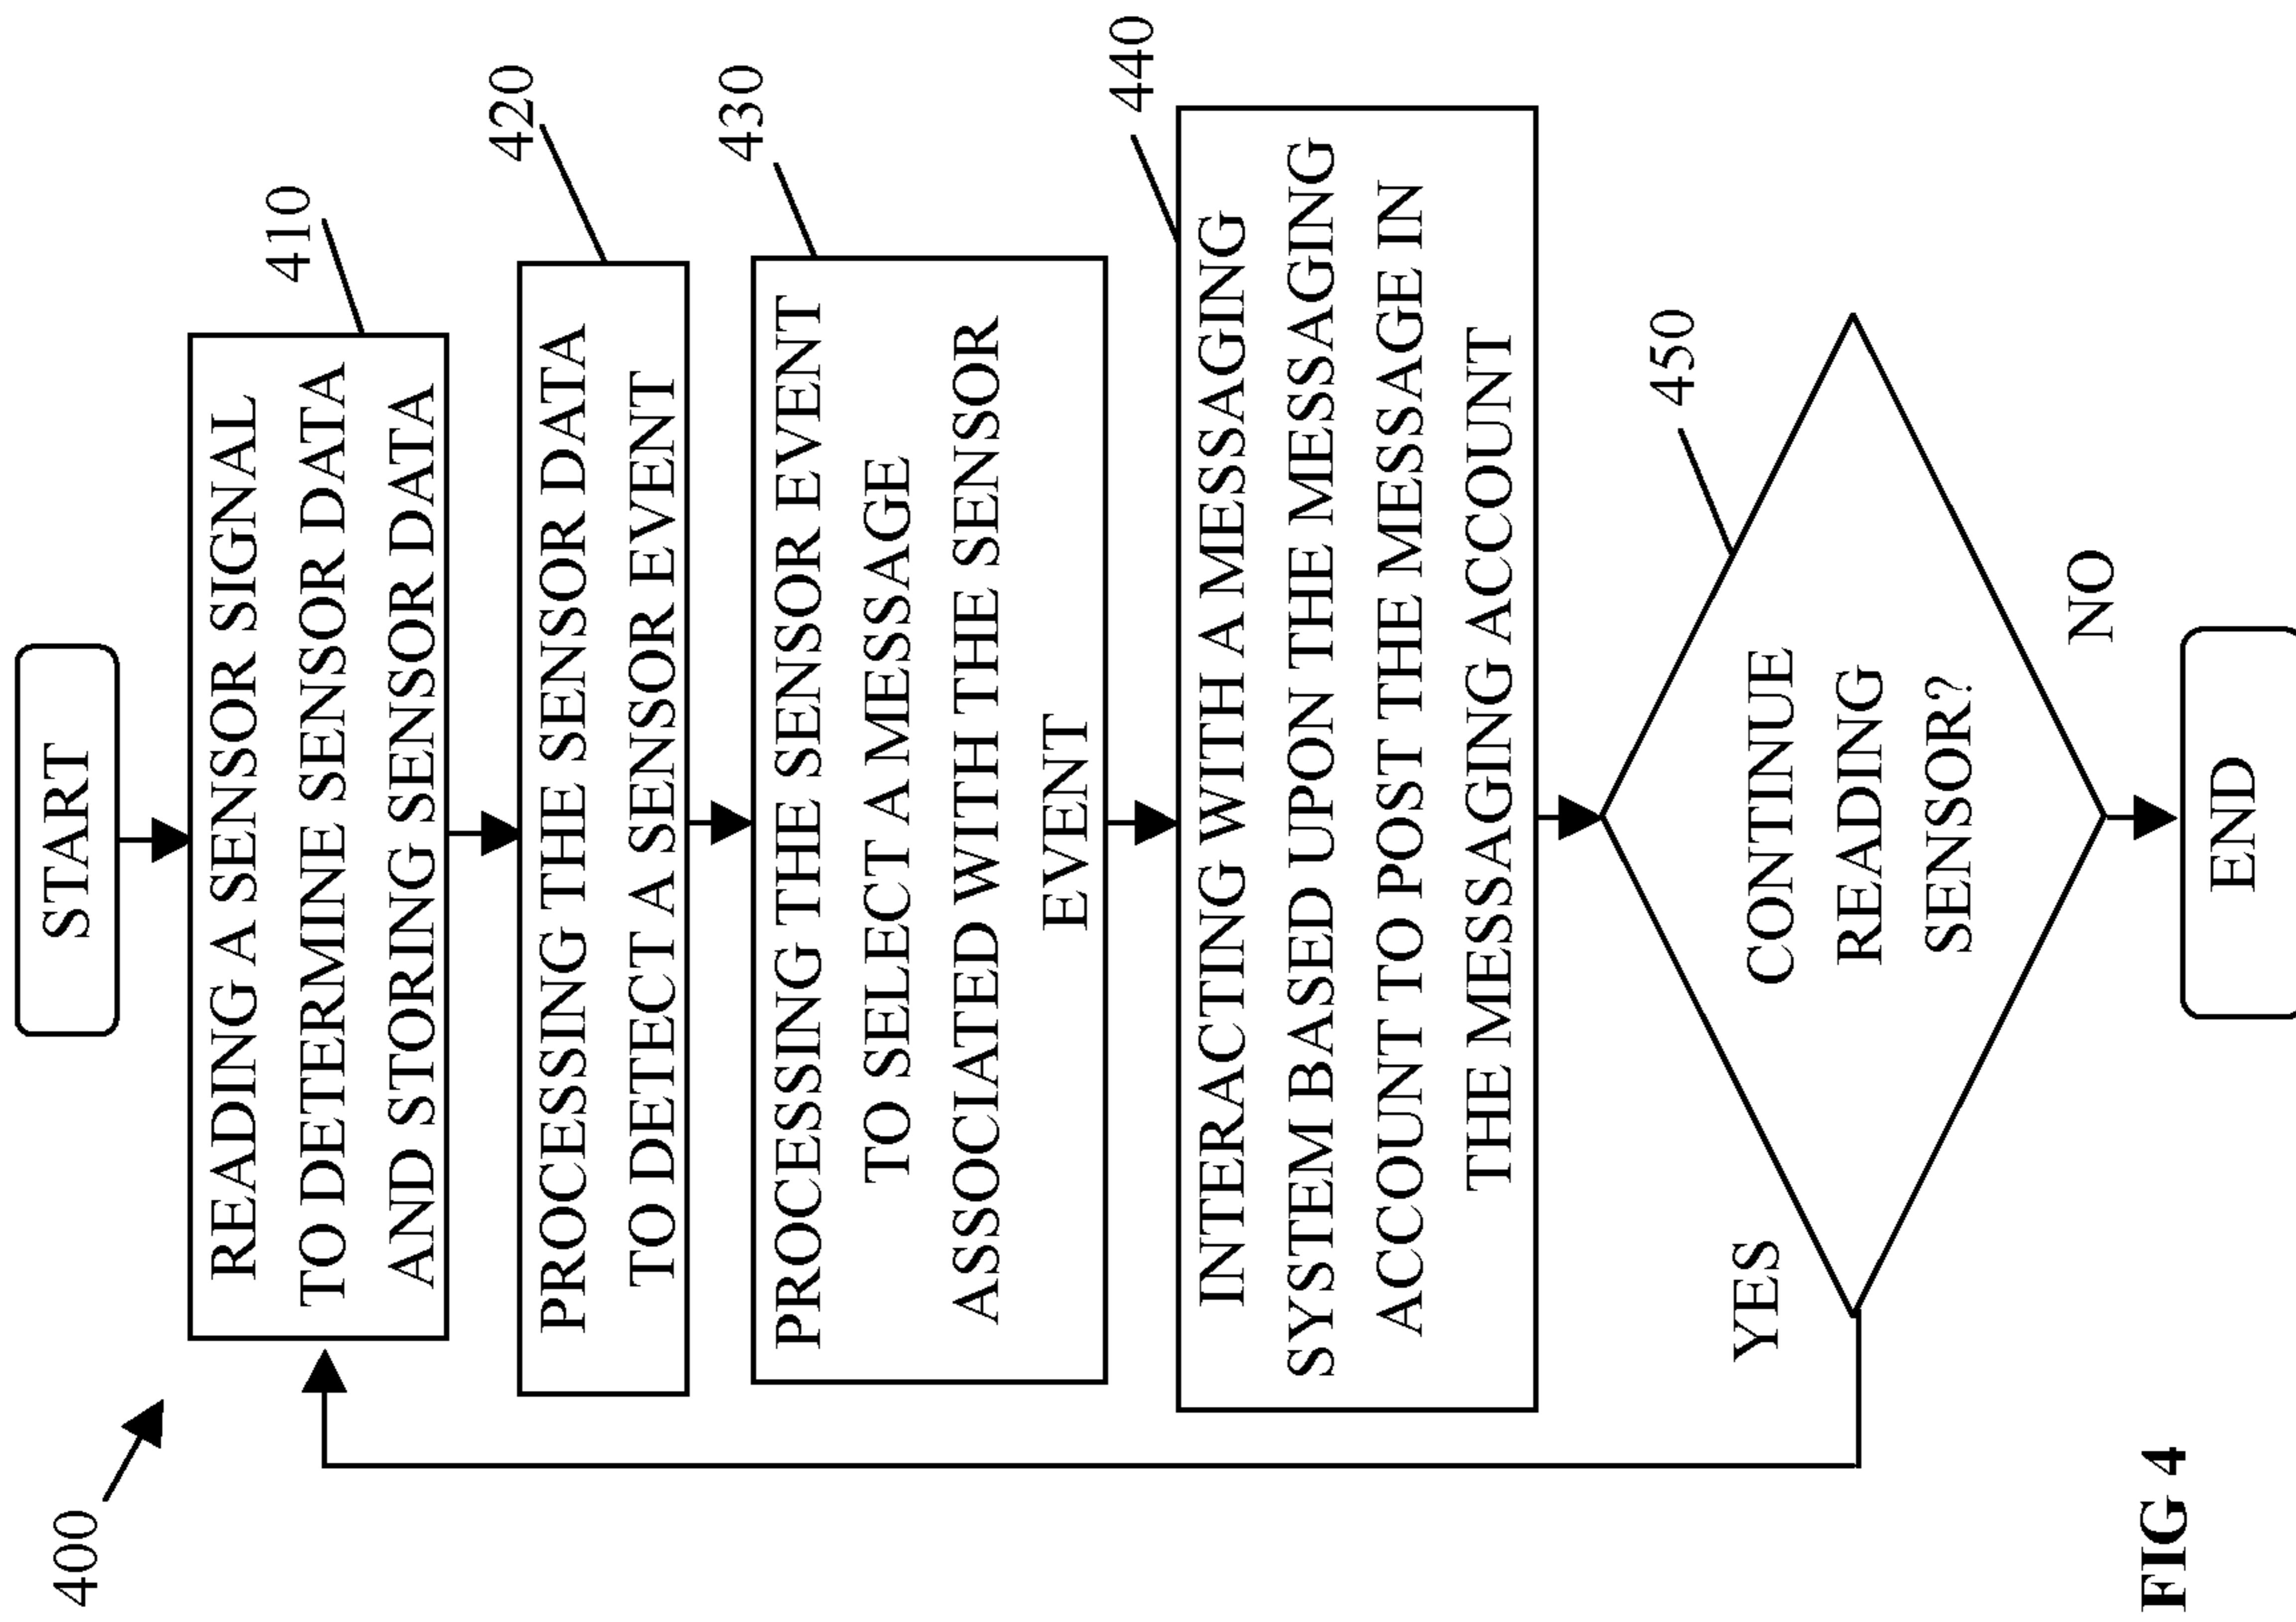 400
START
410
READING A SENSOR SIGNAL
TO DETERMINE SENSOR DATA
AND STORING SENSOR DATA
420
PROCESSING THE SENSOR DATA
TO DETECT A SENSOR EVENT
430
PROCESSING THE SENSOR EVENT
TO SELECT A MESSAGE
ASSOCIATED WITH THE SENSOR
EVENT
440
INTERACTING WITH A MESSAGING
SYSTEM BASED UPON THE MESSAGING
ACCOUNT TO POST THE MESSAGE IN
THE MESSAGING ACCOUNT
450
YES
CONTINUE
READING
SENSOR?
NO
END
FIG 4